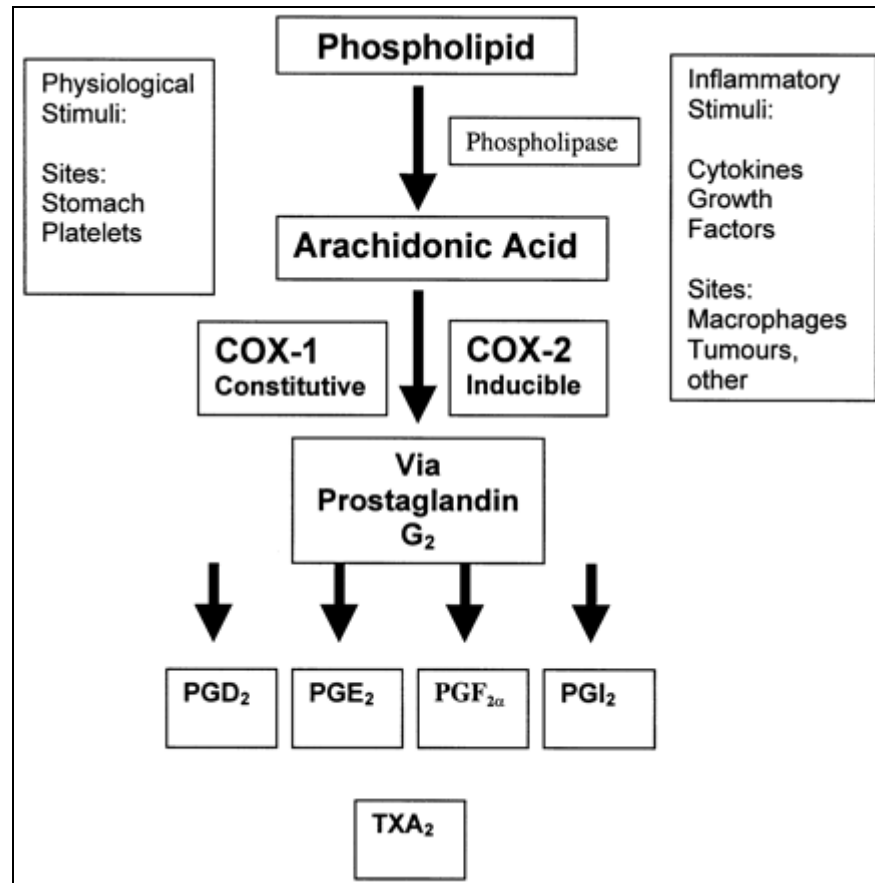 Phospholipid
Physiological
Stimuli:
Sites:
Stomach
Platelets
Inflammatory
Stimuli:
Cytokines
Growth
Factors
Sites:
Macrophages
Tumours,
other
Phospholipase
Arachidonic Acid
COX-1
Constitutive
COX-2
Inducible
Via
Prostaglandin
G₂
PGD₂
PGE₂
PGF₂α
PGI₂
TXA₂